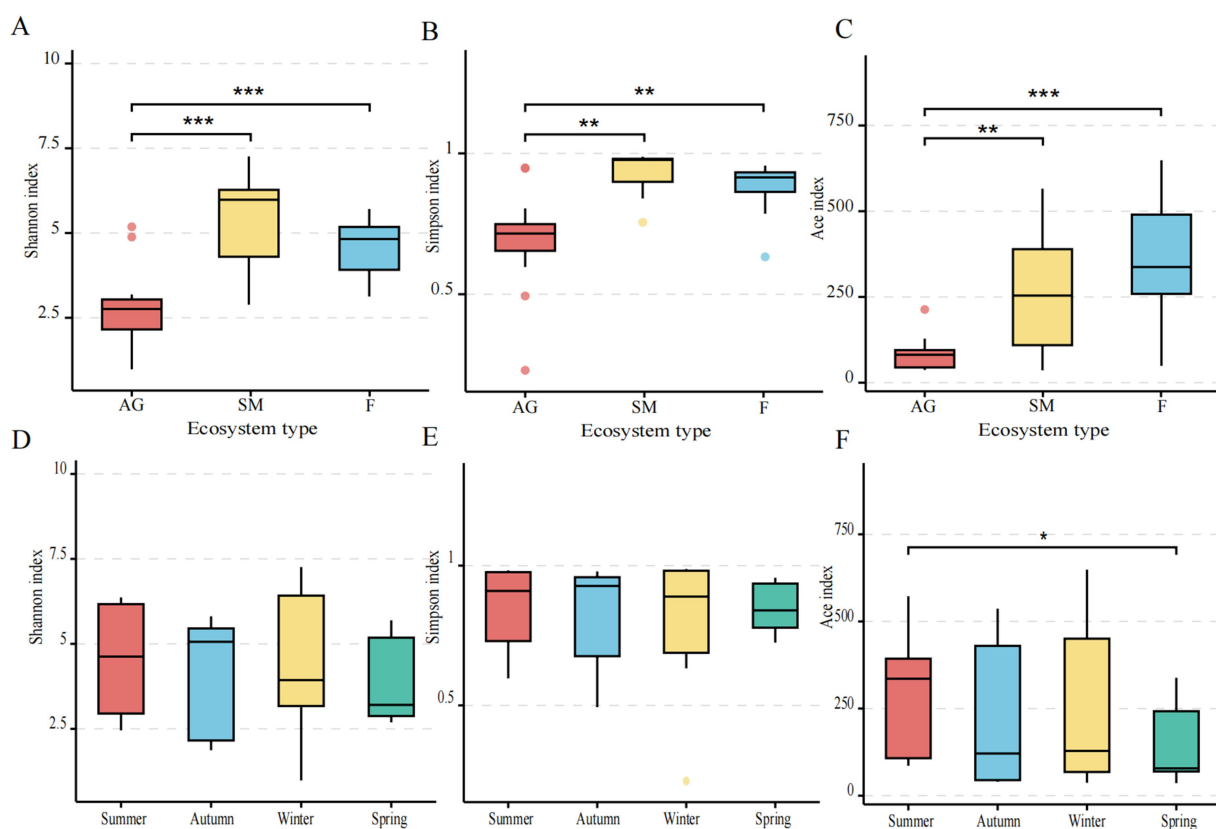 A
B
C
10
7.5
5
2.5
Shannon index
***
***
AG
SM
F
Ecosystem type
1
0.5
Simpson index
**
**
AG
SM
F
Ecosystem type
750
500
250
0
Ace index
***
**
AG
SM
F
Ecosystem type
D
E
F
10
7.5
5
2.5
Shannon index
Summer
Autumn
Winter
Spring
1
0.5
Simpson index
Summer
Autumn
Winter
Spring
750
500
250
0
Ace index
*
Summer
Autumn
Winter
Spring